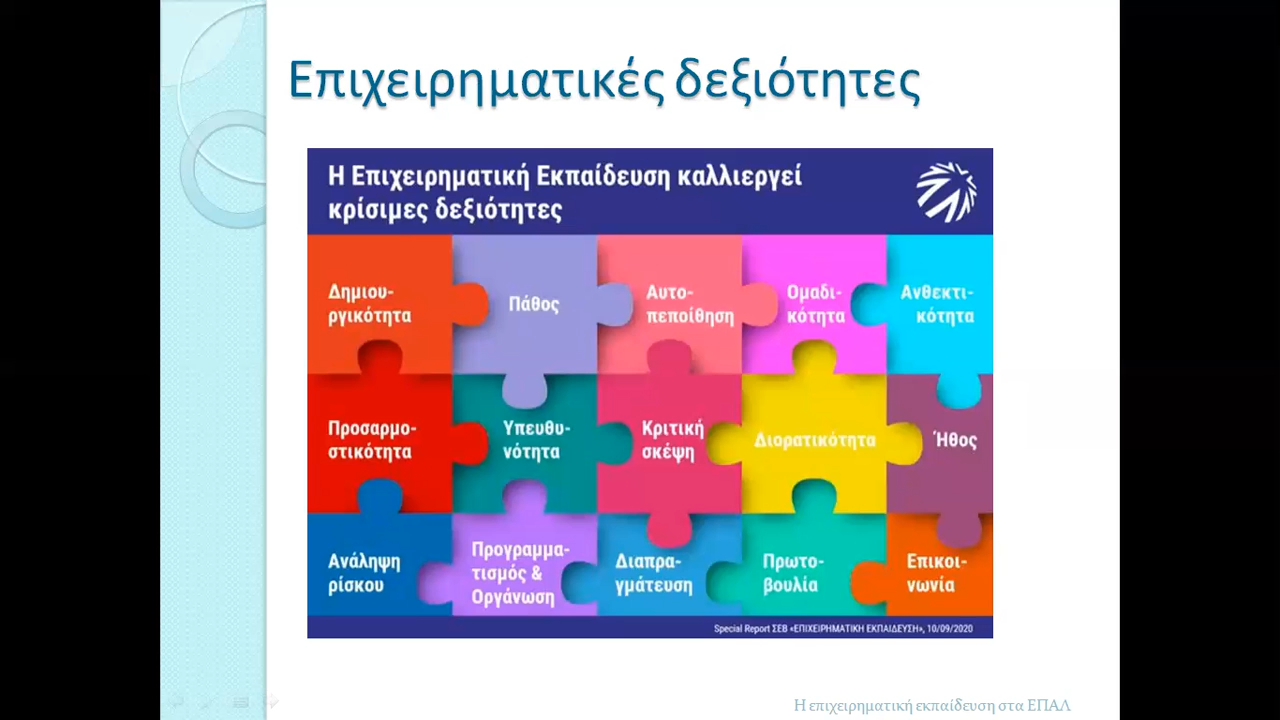 Επιχειρηματικές δεξιότητες
Η Επιχειρηματική Εκπαίδευση καλλιεργεί
κρίσιμες δεξιότητες
Δημιου-
ργικότητα
Πάθος
Αυτο-
πεποίθηση
Ομαδι-
κότητα
Ανθεκτι-
κότητα
Προσαρμο-
στικότητα
Υπευθυ-
νότητα
Κριτική
σκέψη
Διορατικότητα
Ήθος
Ανάληψη
ρίσκου
Προγραμμα-
τισμός &
Οργάνωση
Διαπρα-
γμάτευση
Πρωτο-
βουλία
Επικοι-
νωνία
Special Report ΣΕΒ «ΕΠΙΧΕΙΡΗΜΑΤΙΚΗ ΕΚΠΑΙΔΕΥΣΗ», 10/09/2020
Η επιχειρηματική εκπαίδευση στα ΕΠΑΛ